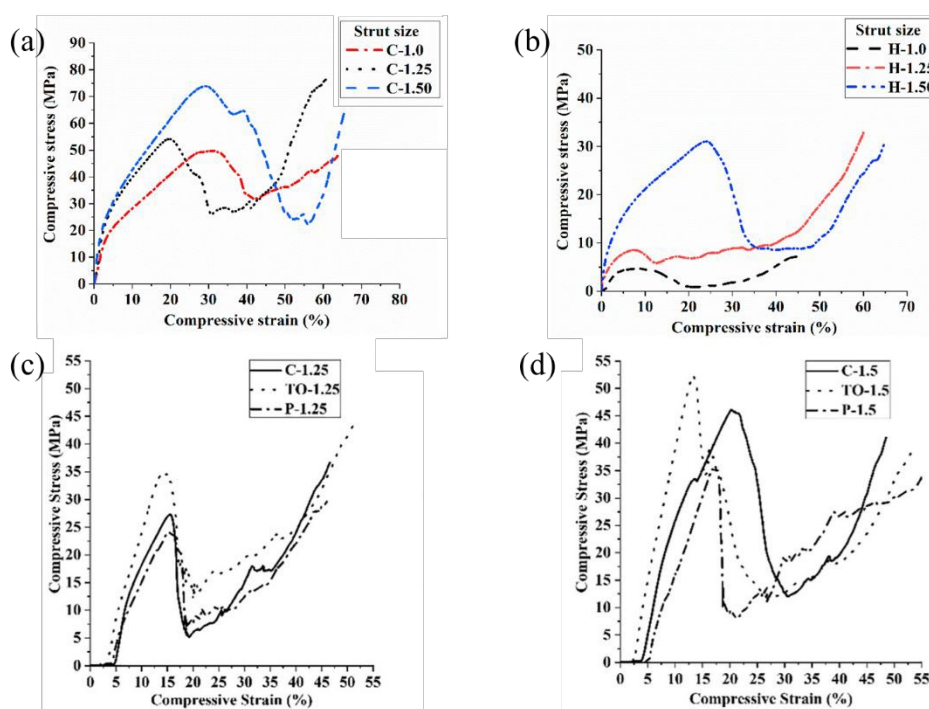 (a)
Strut size
C-1.0
C-1.25
C-1.50
90
80
70
60
50
40
30
20
10
0
Compressive stress (MPa)
0 10 20 30 40 50 60 70 80
Compressive strain (%)
(b)
Strut size
H-1.0
H-1.25
H-1.50
50
40
30
20
10
0
Compressive stress (MPa)
0 10 20 30 40 50 60 70
Compressive strain (%)
(c)
C-1.25
TO-1.25
P-1.25
55
50
45
40
35
30
25
20
15
10
5
0
Compressive Stress (MPa)
0 5 10 15 20 25 30 35 40 45 50 55
Compressive Strain (%)
(d)
C-1.5
TO-1.5
P-1.5
55
50
45
40
35
30
25
20
15
10
5
0
Compressive Stress (MPa)
0 5 10 15 20 25 30 35 40 45 50 55
Compressive Strain (%)